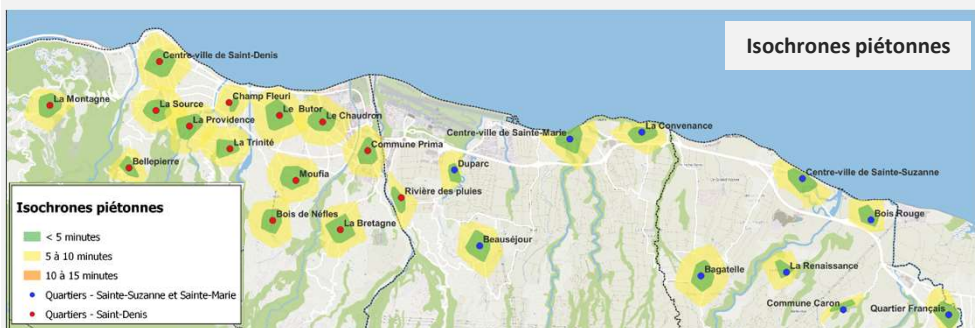 Isochrones piétonnes
Centre-ville de Saint-Denis
La Montagne
La Source
Champ Fleuri
Le Butor
Le Chaudron
La Providence
La Trinité
Commune Prima
Bellepierre
Moufia
Bois de Néfles
La Bretagne
Rivière des pluies
Duparc
Centre-ville de Sainte-Marie
La Convenance
Beauséjour
Centre-ville de Sainte-Suzanne
Bois Rouge
Bagatelle
La Renaissance
Commune Caron
Quartier Français
Isochrones piétonnes
< 5 minutes
5 à 10 minutes
10 à 15 minutes
Quartiers - Sainte-Suzanne et Sainte-Marie
Quartiers - Saint-Denis